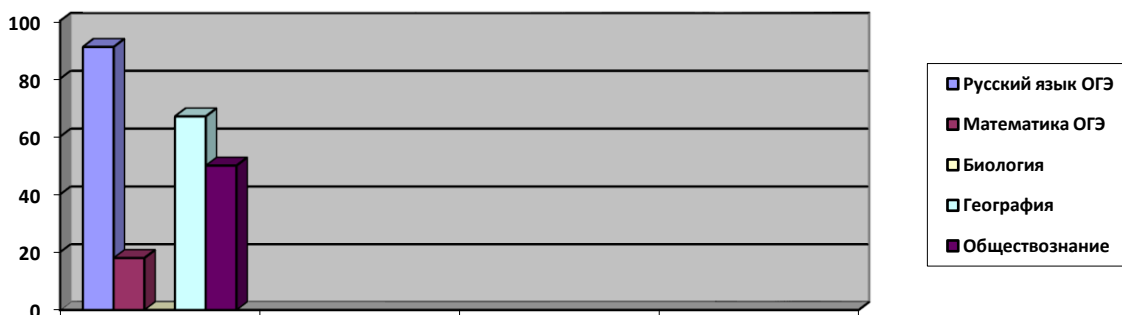 100
80
60
40
20
0
Русский язык ОГЭ
Математика ОГЭ
Биология
География
Обществознание